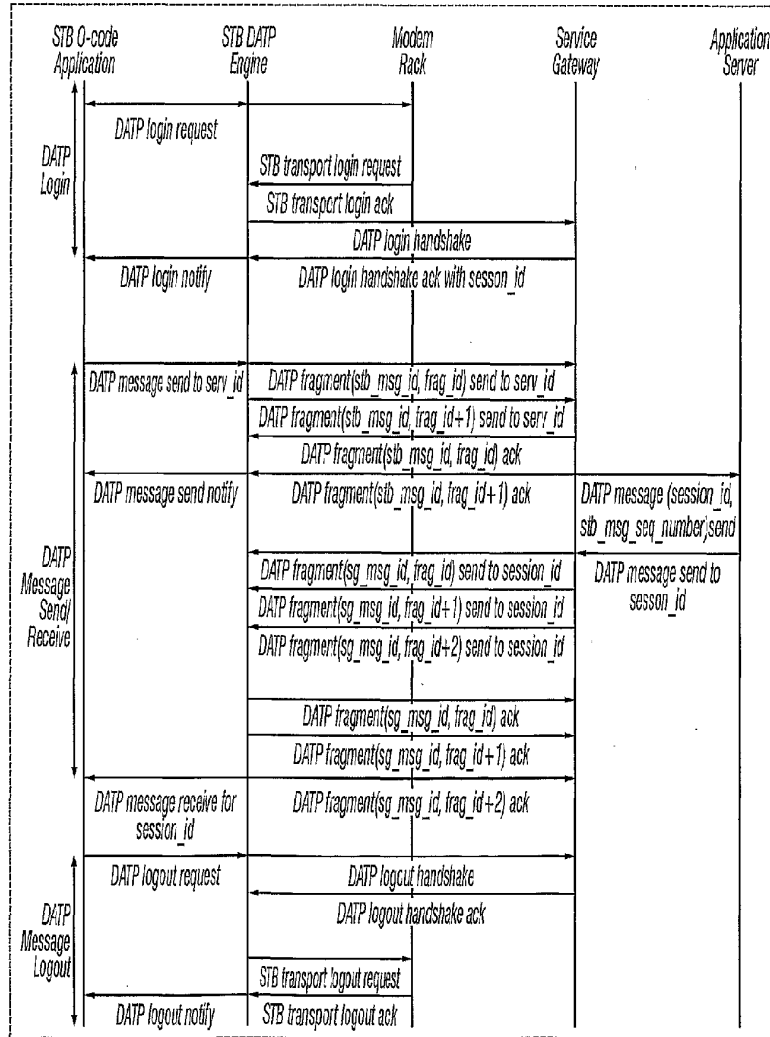 STB O-code
Application
STB DATP
Engine
Modem
Rack
Service
Gateway
Application
Server
DATP
Login
DATP login request
STB transport login request
STB transport login ack
DATP login handshake
DATP login notify
DATP login handshake ack with sesson_id
DATP
Message
Send/
Receive
DATP message send to serv_id
DATP fragment(stb_msg_id, frag_id) send to serv_id
DATP fragment(stb_msg_id, frag_id+1) send to serv_id
DATP fragment(stb_msg_id, frag_id) ack
DATP message send notify
DATP fragment(stb_msg_id, frag_id+1) ack
DATP message (session_id,
stb_msg_seq_number)send
DATP fragment(sg_msg_id, frag_id) send to session_id
DATP message send to
sesson_id
DATP fragment(sg_msg_id, frag_id+1) send to session_id
DATP fragment(sg_msg_id, frag_id+2) send to session_id
DATP fragment(sg_msg_id, frag_id) ack
DATP fragment(sg_msg_id, frag_id+1) ack
DATP message receive for
session_id
DATP fragment(sg_msg_id, frag_id+2) ack
DATP
Message
Logout
DATP logout request
DATP logout handshake
DATP logout handshake ack
STB transport logout request
DATP logout notify
STB transport logout ack